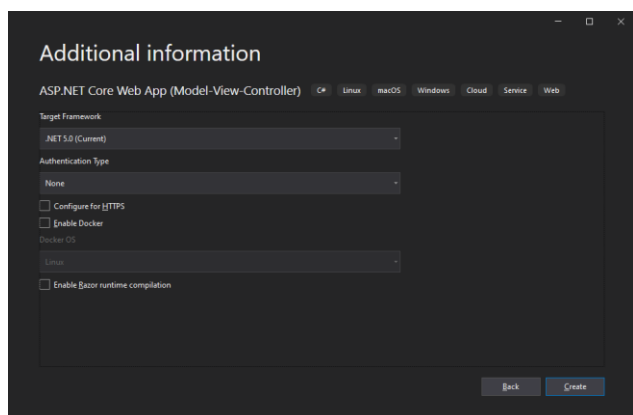 Additional information
ASP.NET Core Web App (Model-View-Controller) C# Linux macOS Windows Cloud Service Web
Target Framework
.NET 5.0 (Current)
Authentication Type
None
Configure for HTTPS
Enable Docker
Docker OS
Linux
Enable Razor runtime compilation
Back Create